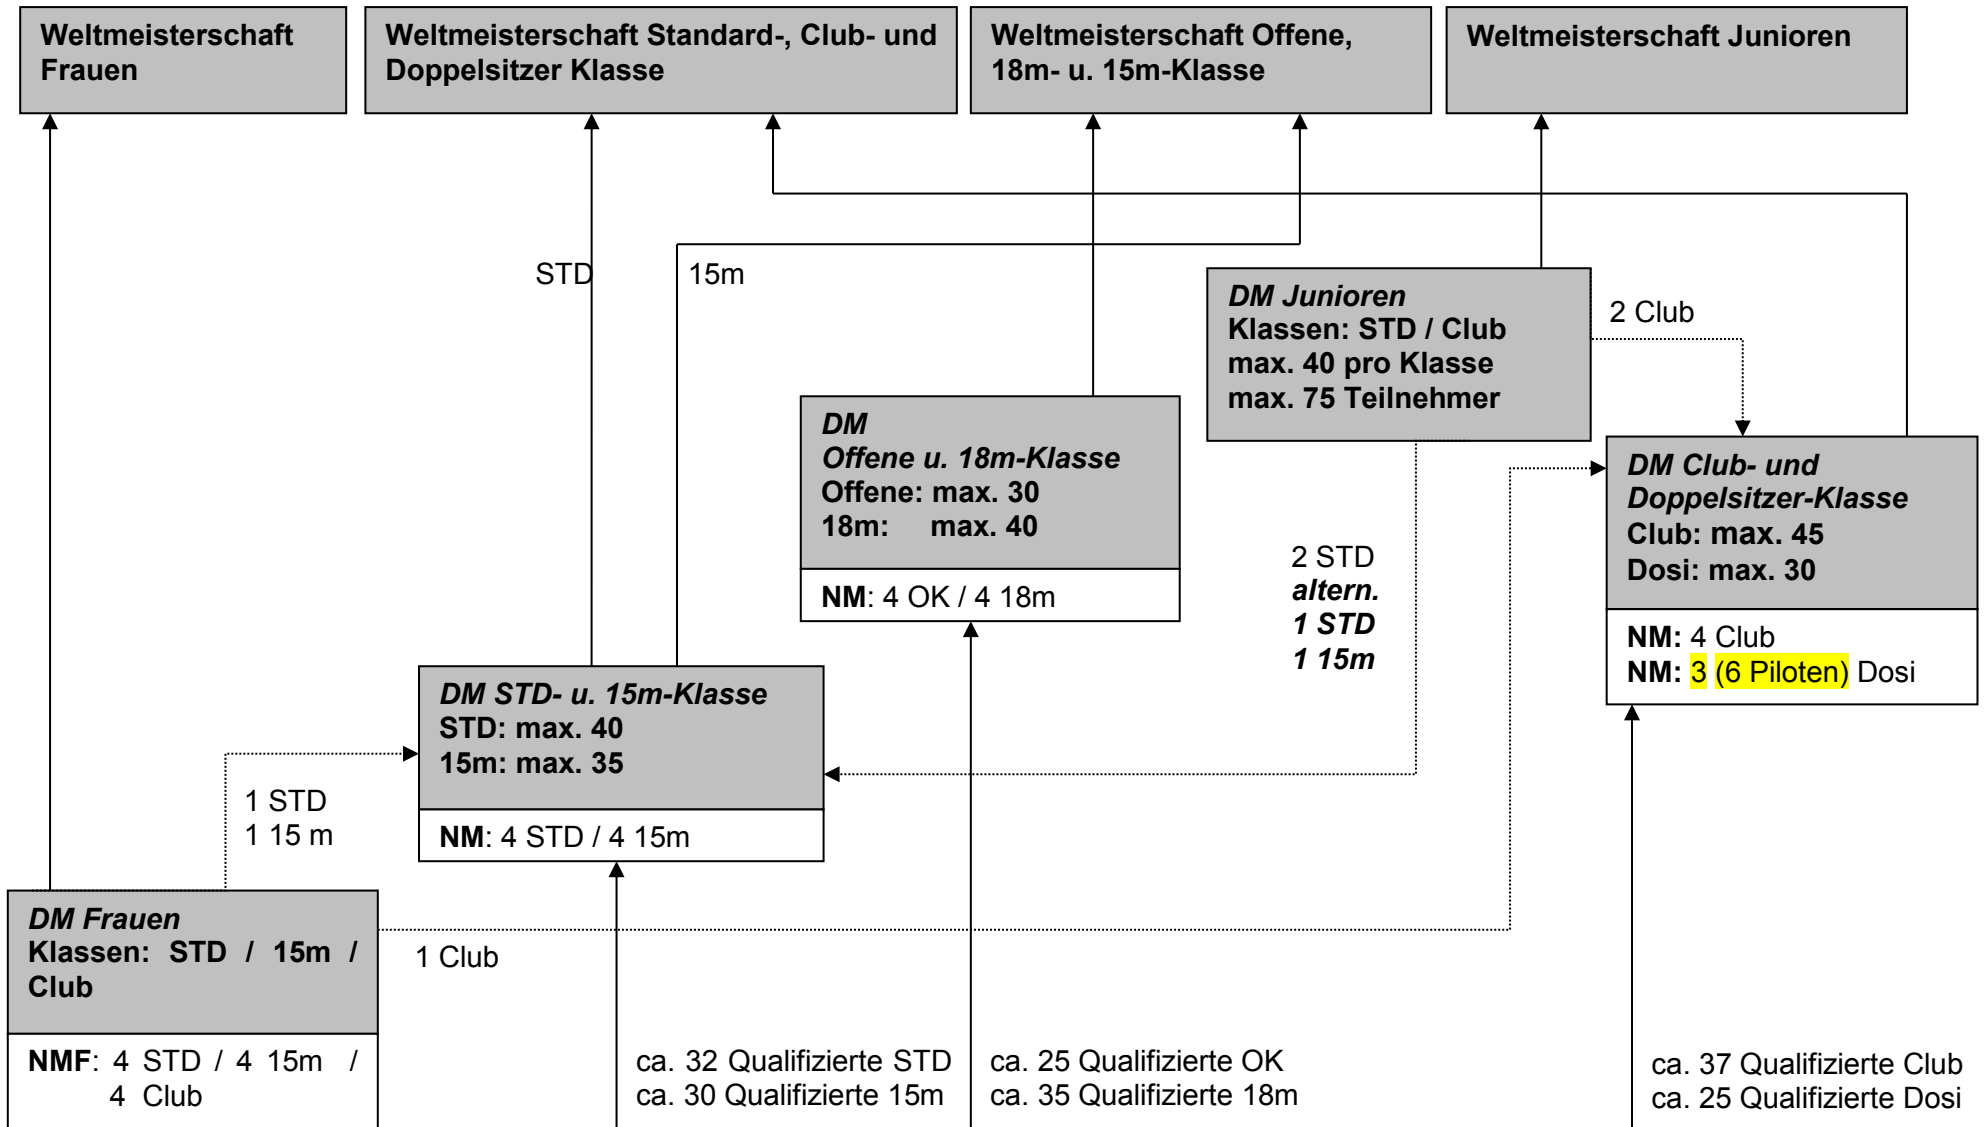 Weltmeisterschaft
Frauen
Weltmeisterschaft Standard-, Club- und
Doppelsitzer Klasse
Weltmeisterschaft Offene,
18m- u. 15m-Klasse
Weltmeisterschaft Junioren
STD
15m
DM Junioren
Klassen: STD / Club
max. 40 pro Klasse
max. 75 Teilnehmer
2 Club
DM
Offene u. 18m-Klasse
Offene: max. 30
18m: max. 40
NM: 4 OK / 4 18m
2 STD
altern.
1 STD
1 15m
DM Club- und
Doppelsitzer-Klasse
Club: max. 45
Dosi: max. 30
NM: 4 Club
NM: 3 (6 Piloten) Dosi
DM STD- u. 15m-Klasse
STD: max. 40
15m: max. 35
NM: 4 STD / 4 15m
1 STD
1 15 m
DM Frauen
Klassen: STD / 15m /
Club
NMF: 4 STD / 4 15m /
4 Club
1 Club
ca. 32 Qualifizierte STD
ca. 30 Qualifizierte 15m
ca. 25 Qualifizierte OK
ca. 35 Qualifizierte 18m
ca. 37 Qualifizierte Club
ca. 25 Qualifizierte Dosi